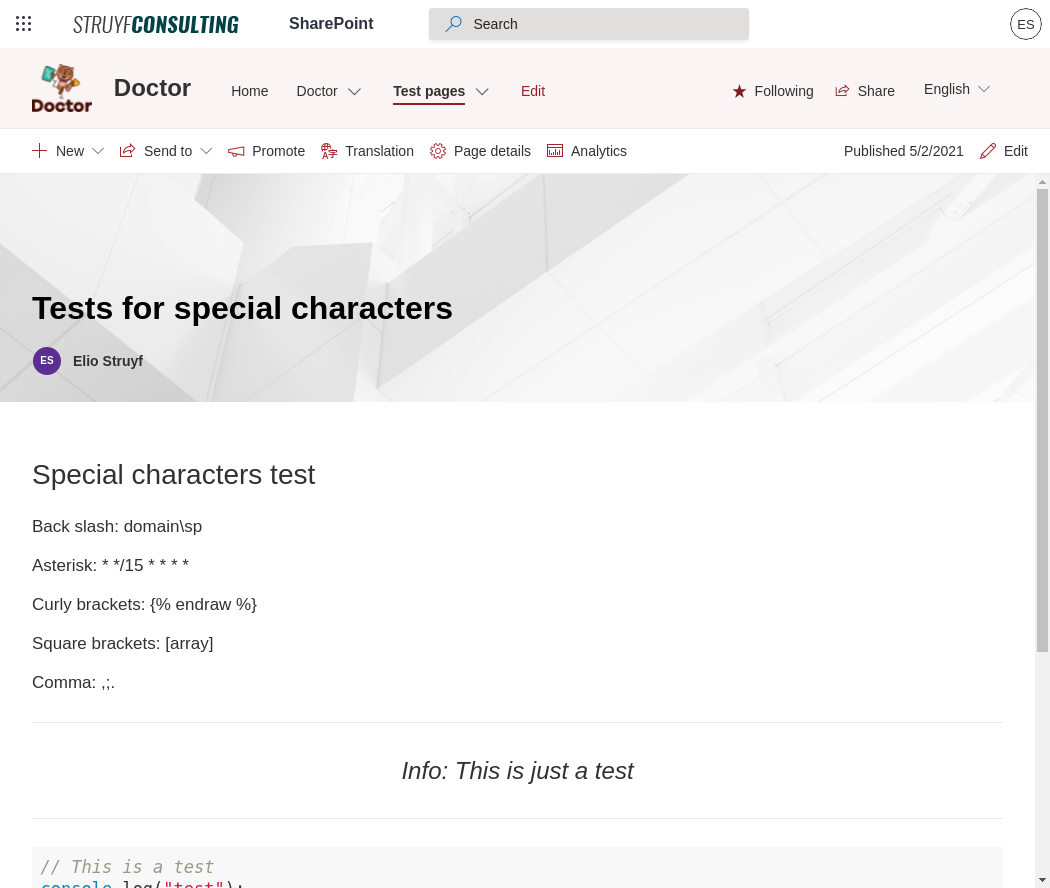 STRUYFCONSULTING SharePoint Search ES
Doctor Doctor Home Doctor Test pages Edit Following Share English
New Send to Promote Translation Page details Analytics Published 5/2/2021 Edit
Tests for special characters
ES Elio Struyf
Special characters test
Back slash: domain\sp
Asterisk: * */15 * * * *
Curly brackets: {% endraw %}
Square brackets: [array]
Comma: ,;.
Info: This is just a test
// This is a test
console.log("test");